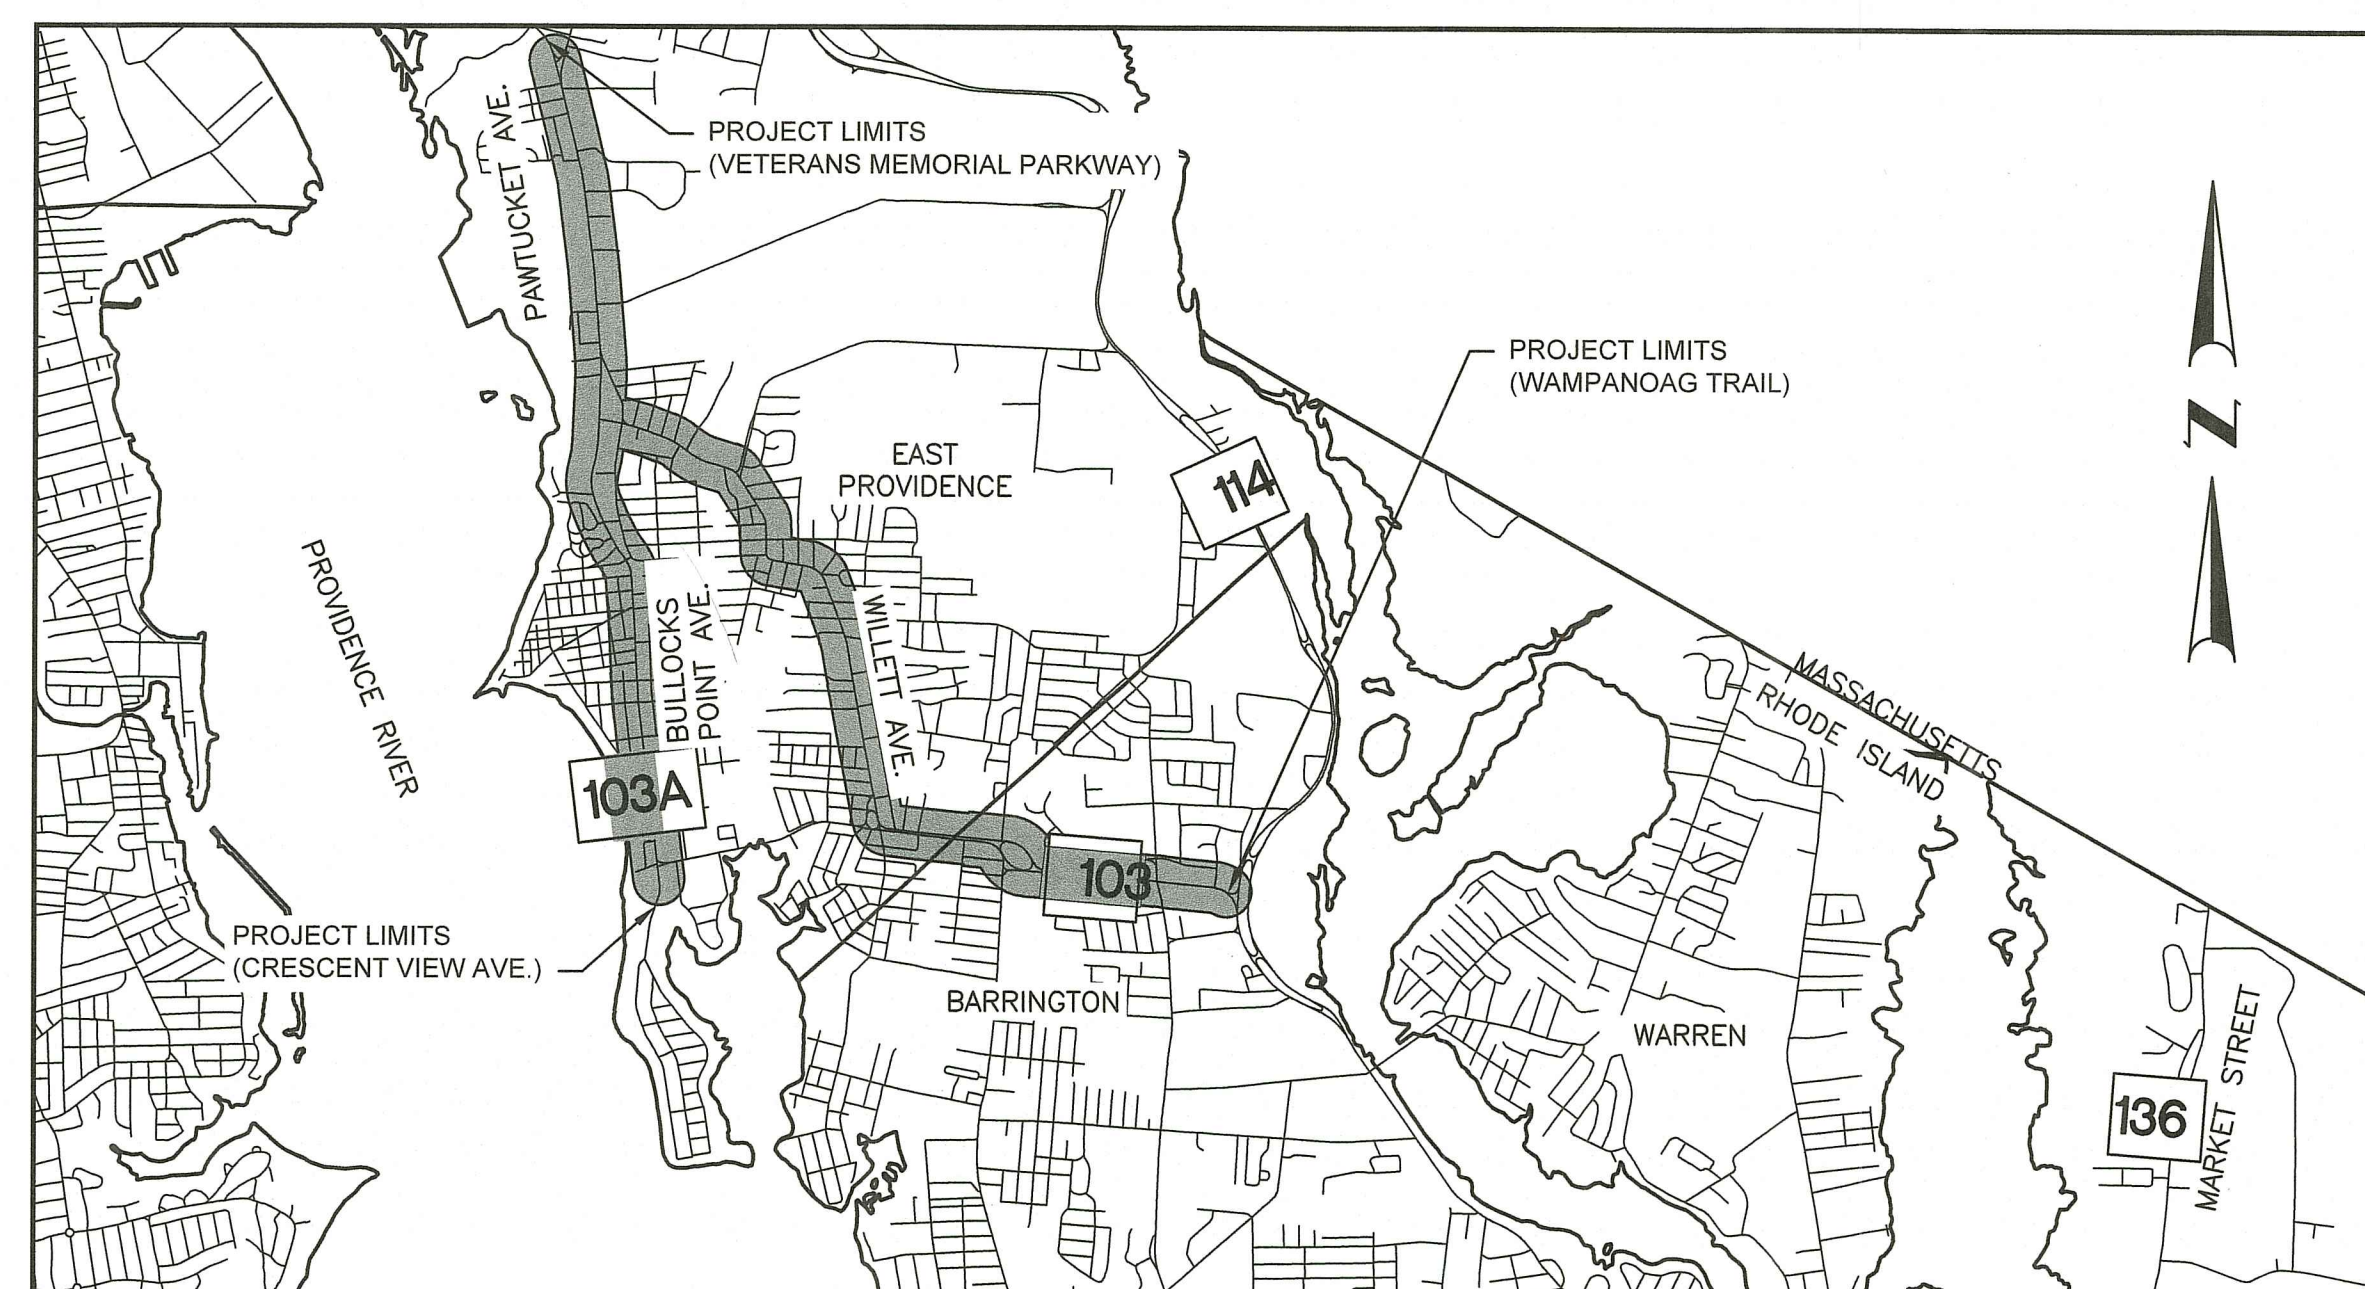 PROJECT LIMITS
(VETERANS MEMORIAL PARKWAY)
PAWTUCKET AVE.
PROJECT LIMITS
(WAMPANOAG TRAIL)
N
EAST
PROVIDENCE
114
PROVIDENCE RIVER
BULLOCKS
POINT AVE.
WILLETT AVE.
MASSACHUSETTS
RHODE ISLAND
103A
103
PROJECT LIMITS
(CRESCENT VIEW AVE.)
BARRINGTON
WARREN
136
MARKET STREET